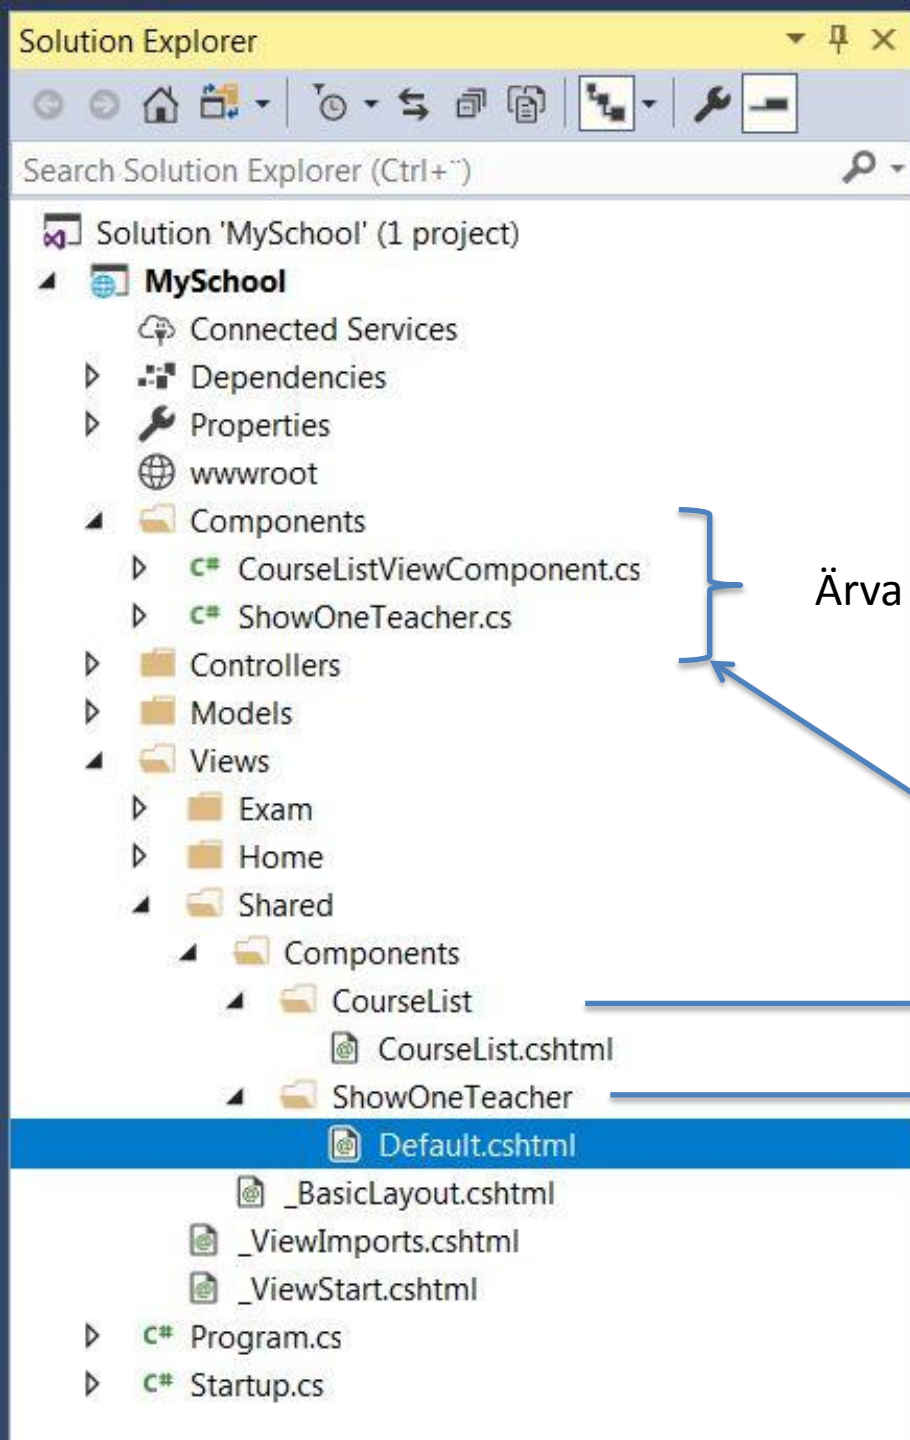 Solution Explorer
Search Solution Explorer (Ctrl+¨)
Solution 'MySchool' (1 project)
MySchool
Connected Services
Dependencies
Properties
wwwroot
Components
C# CourseListViewComponent.cs
Ärva
C# ShowOneTeacher.cs
Controllers
Models
Views
Exam
Home
Shared
Components
CourseList
CourseList.cshtml
ShowOneTeacher
Default.cshtml
_BasicLayout.cshtml
_ViewImports.cshtml
_ViewStart.cshtml
C# Program.cs
C# Startup.cs